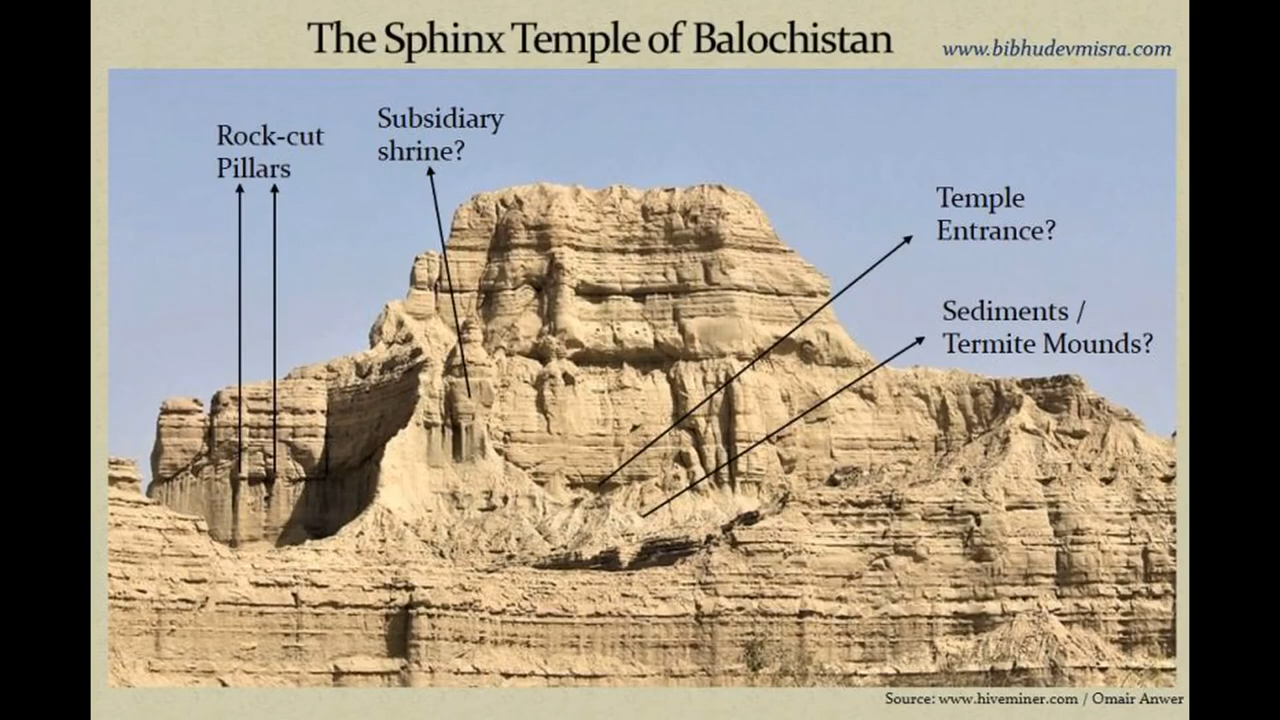 The Sphinx Temple of Balochistan
www.bibhudevmisra.com
Subsidiary
shrine?
Rock-cut
Pillars
Temple
Entrance?
Sediments /
Termite Mounds?
Source: www.hiveminer.com / Omair Anwer